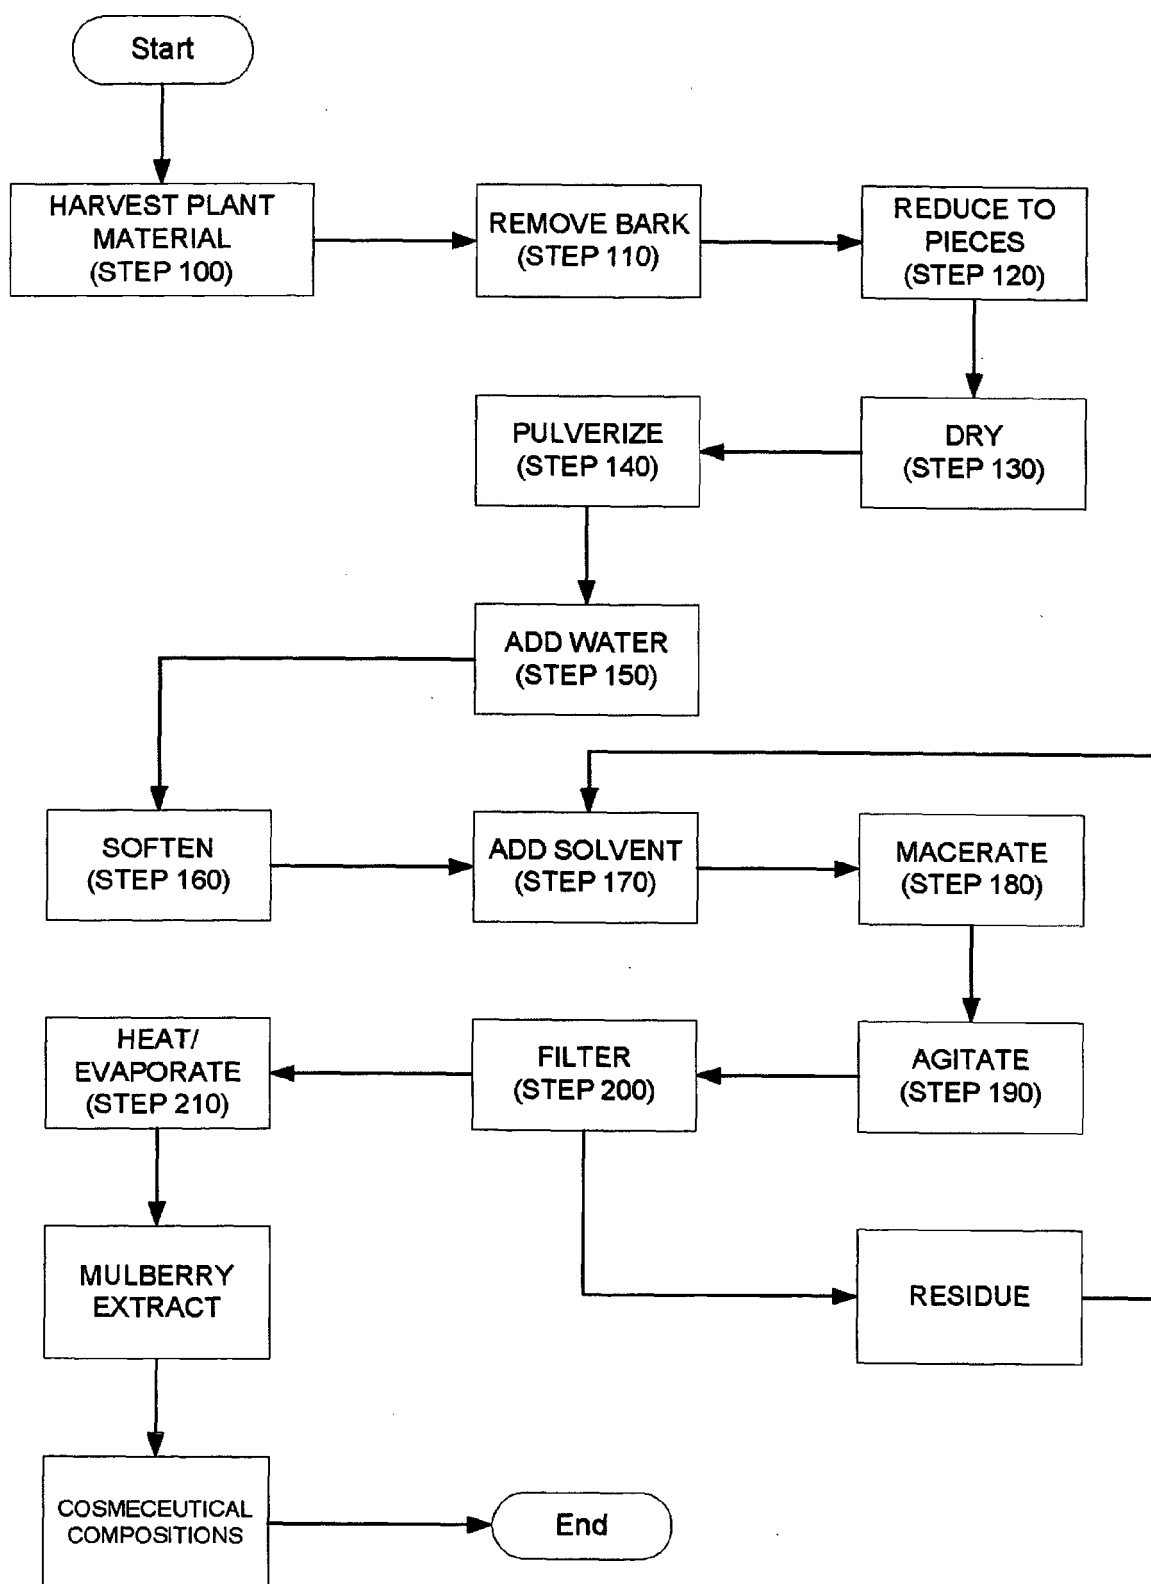 Start
HARVEST PLANT
MATERIAL
(STEP 100)
REMOVE BARK
(STEP 110)
REDUCE TO
PIECES
(STEP 120)
PULVERIZE
(STEP 140)
DRY
(STEP 130)
ADD WATER
(STEP 150)
SOFTEN
(STEP 160)
ADD SOLVENT
(STEP 170)
MACERATE
(STEP 180)
HEAT/
EVAPORATE
(STEP 210)
FILTER
(STEP 200)
AGITATE
(STEP 190)
MULBERRY
EXTRACT
RESIDUE
COSMECEUTICAL
COMPOSITIONS
End